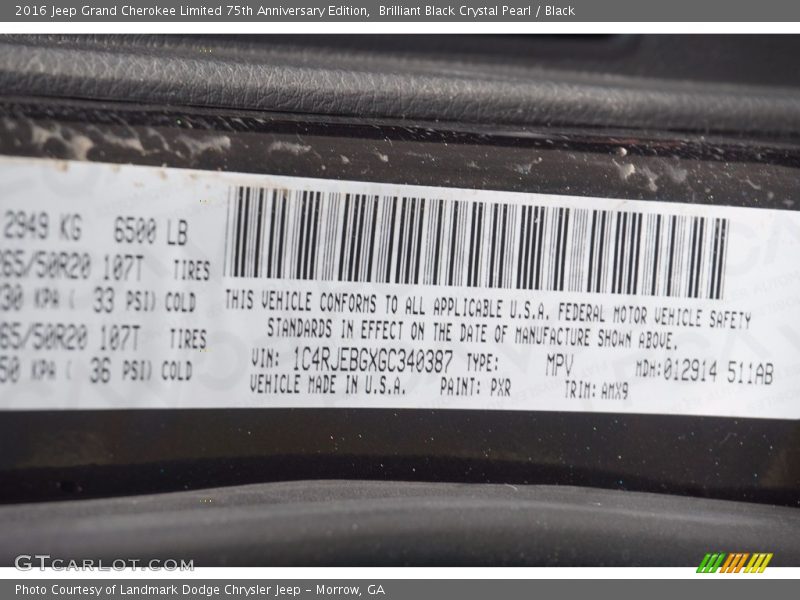 2016 Jeep Grand Cherokee Limited 75th Anniversary Edition, Brilliant Black Crystal Pearl / Black
2949 KG 6500 LB
265/50R20 107T TIRES
30 KPA ( 33 PSI) COLD
65/50R20 107T TIRES
50 KPA ( 36 PSI) COLD
THIS VEHICLE CONFORMS TO ALL APPLICABLE U.S.A. FEDERAL MOTOR VEHICLE SAFETY
STANDARDS IN EFFECT ON THE DATE OF MANUFACTURE SHOWN ABOVE.
VIN: 1C4RJEBGXGC340387 TYPE: MPV MDH:012914 511AB
VEHICLE MADE IN U.S.A. PAINT: PXR TRIM: AMX9
GTcarlot.com
Photo Courtesy of Landmark Dodge Chrysler Jeep – Morrow, GA